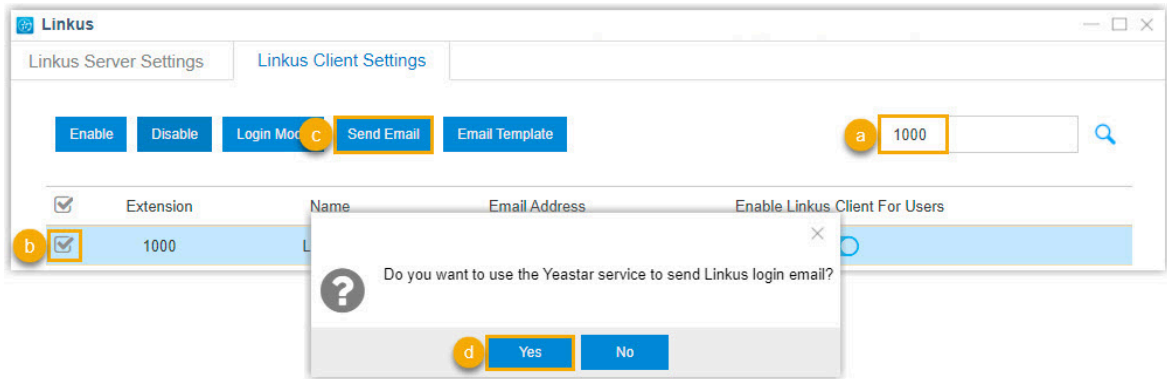 Linkus
Linkus Server Settings Linkus Client Settings
Enable Disable Login Mod c Send Email Email Template a 1000
Extension Name Email Address Enable Linkus Client For Users
b 1000 L
Do you want to use the Yeastar service to send Linkus login email?
d Yes No